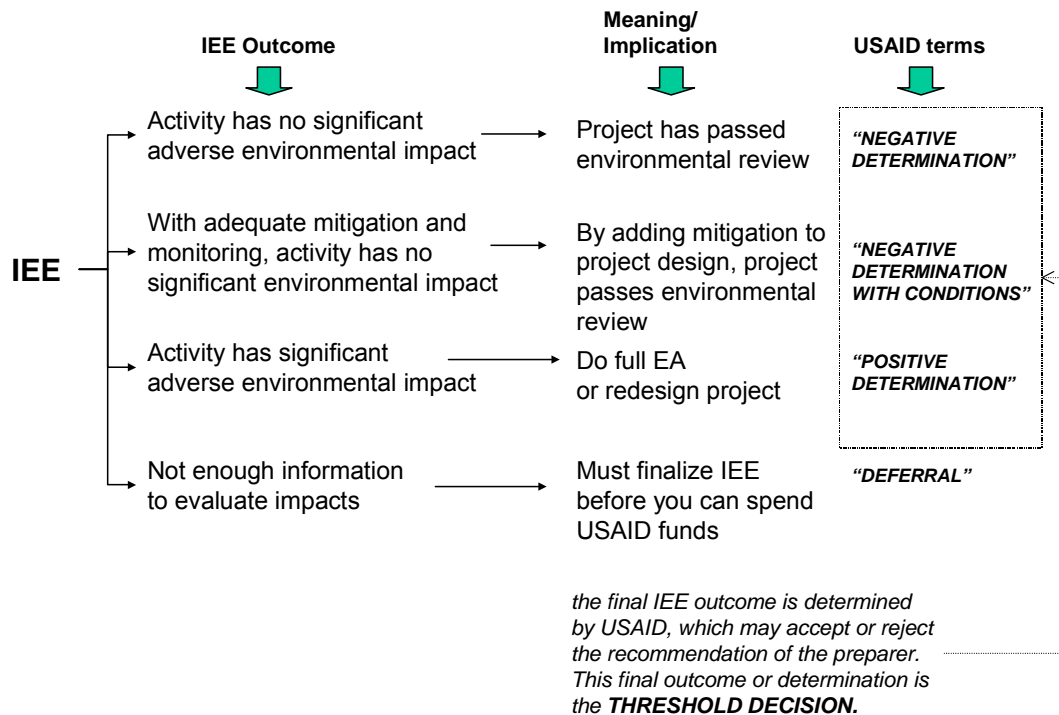 IEE Outcome
Meaning/
Implication
USAID terms
IEE
Activity has no significant
adverse environmental impact
Project has passed
environmental review
“NEGATIVE
DETERMINATION”
With adequate mitigation and
monitoring, activity has no
significant environmental impact
By adding mitigation to
project design, project
passes environmental
review
“NEGATIVE
DETERMINATION
WITH CONDITIONS”
Activity has significant
adverse environmental impact
Do full EA
or redesign project
“POSITIVE
DETERMINATION”
Not enough information
to evaluate impacts
Must finalize IEE
before you can spend
USAID funds
“DEFERRAL”
the final IEE outcome is determined
by USAID, which may accept or reject
the recommendation of the preparer.
This final outcome or determination is
the THRESHOLD DECISION.